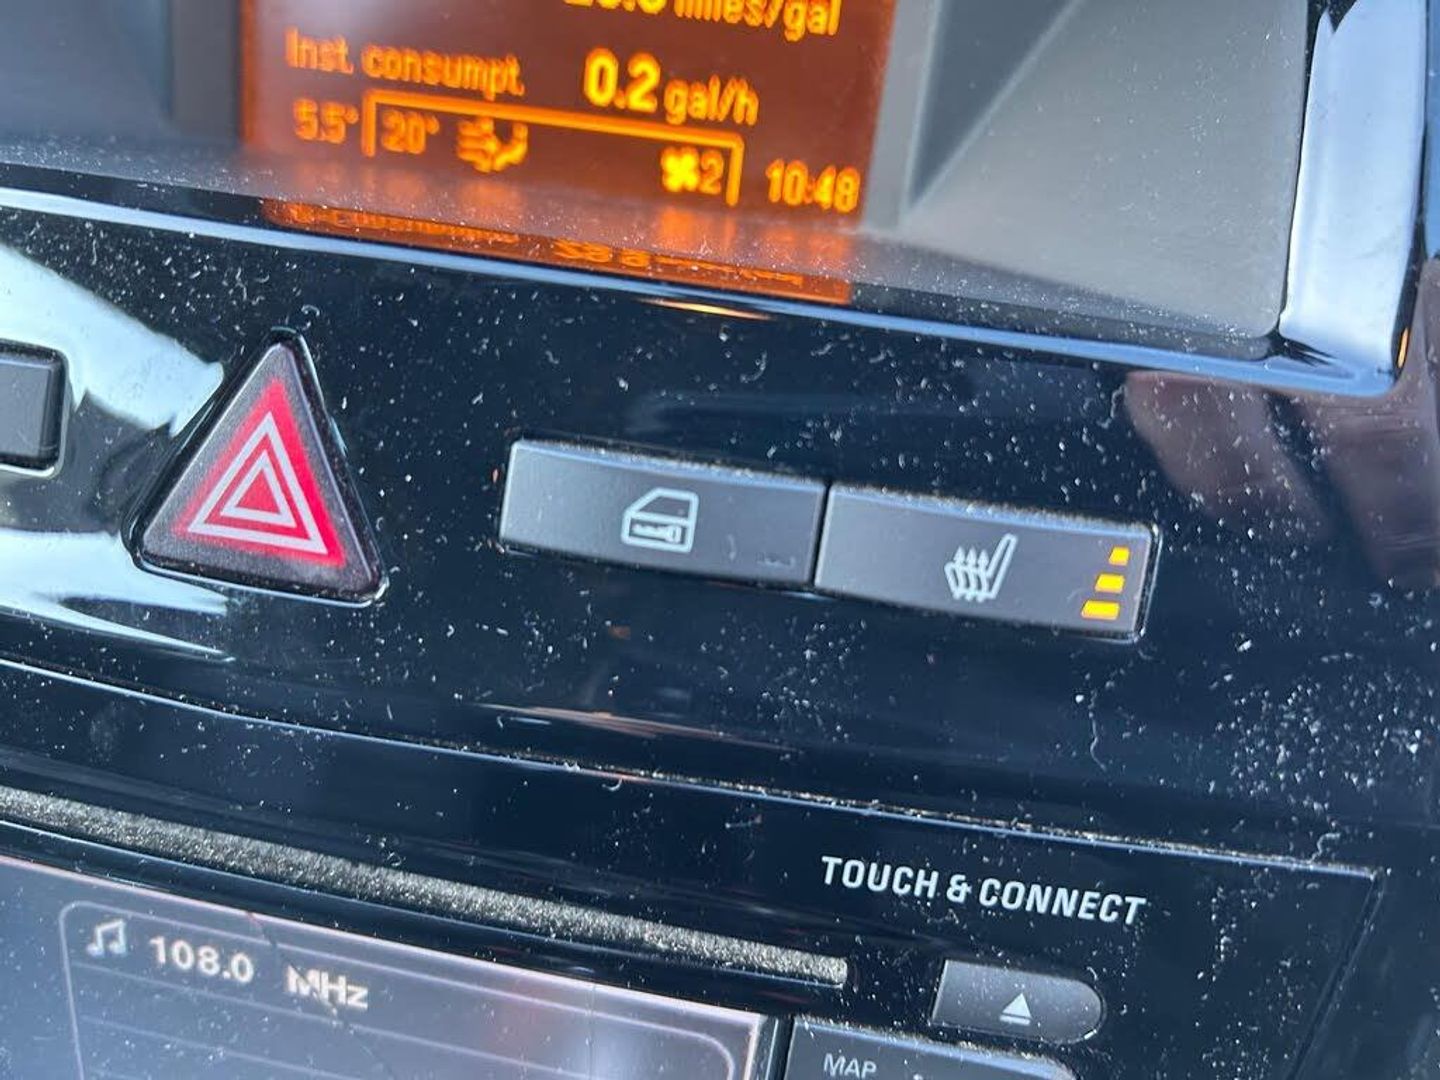 miles/gal
Inst. consumpt. 0.2 gal/h
5.5° 20° 2 10:48
TOUCH & CONNECT
108.0 MHz
MAP